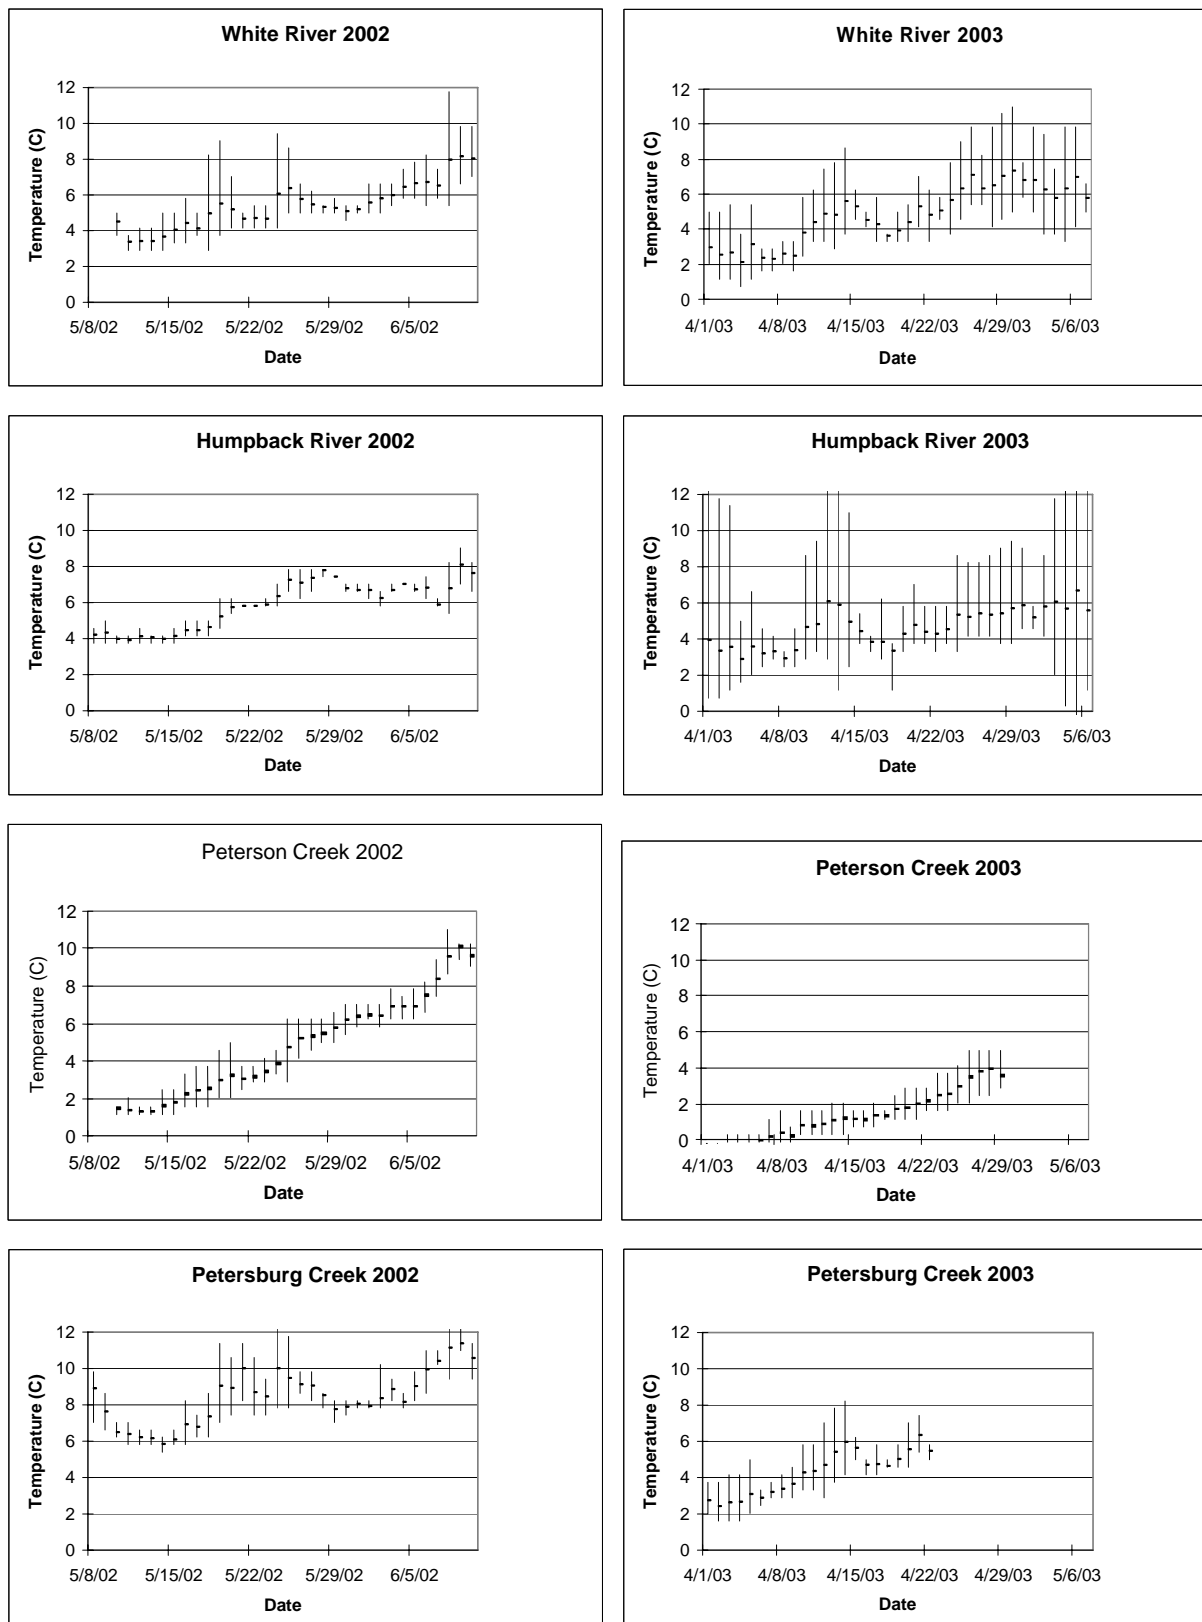 White River 2002
Temperature (C)
12
10
8
6
4
2
0
5/8/02 5/15/02 5/22/02 5/29/02 6/5/02
Date
White River 2003
Temperature (C)
12
10
8
6
4
2
0
4/1/03 4/8/03 4/15/03 4/22/03 4/29/03 5/6/03
Date
Humpback River 2002
Temperature (C)
12
10
8
6
4
2
0
5/8/02 5/15/02 5/22/02 5/29/02 6/5/02
Date
Humpback River 2003
Temperature (C)
12
10
8
6
4
2
0
4/1/03 4/8/03 4/15/03 4/22/03 4/29/03 5/6/03
Date
Peterson Creek 2002
Temperature (C)
12
10
8
6
4
2
0
5/8/02 5/15/02 5/22/02 5/29/02 6/5/02
Date
Peterson Creek 2003
Temperature (C)
12
10
8
6
4
2
0
4/1/03 4/8/03 4/15/03 4/22/03 4/29/03 5/6/03
Date
Petersburg Creek 2002
Temperature (C)
12
10
8
6
4
2
0
5/8/02 5/15/02 5/22/02 5/29/02 6/5/02
Date
Petersburg Creek 2003
Temperature (C)
12
10
8
6
4
2
0
4/1/03 4/8/03 4/15/03 4/22/03 4/29/03 5/6/03
Date